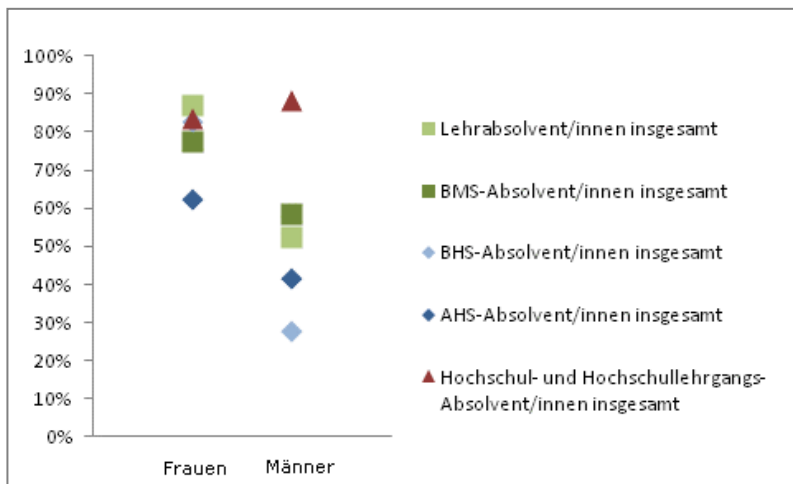 100%
90%
80%
70%
60%
50%
40%
30%
20%
10%
0%
Frauen Männer
Lehrabsolvent/innen insgesamt
BMS-Absolvent/innen insgesamt
BHS-Absolvent/innen insgesamt
AHS-Absolvent/innen insgesamt
Hochschul- und Hochschullehrgangs-
Absolvent/innen insgesamt